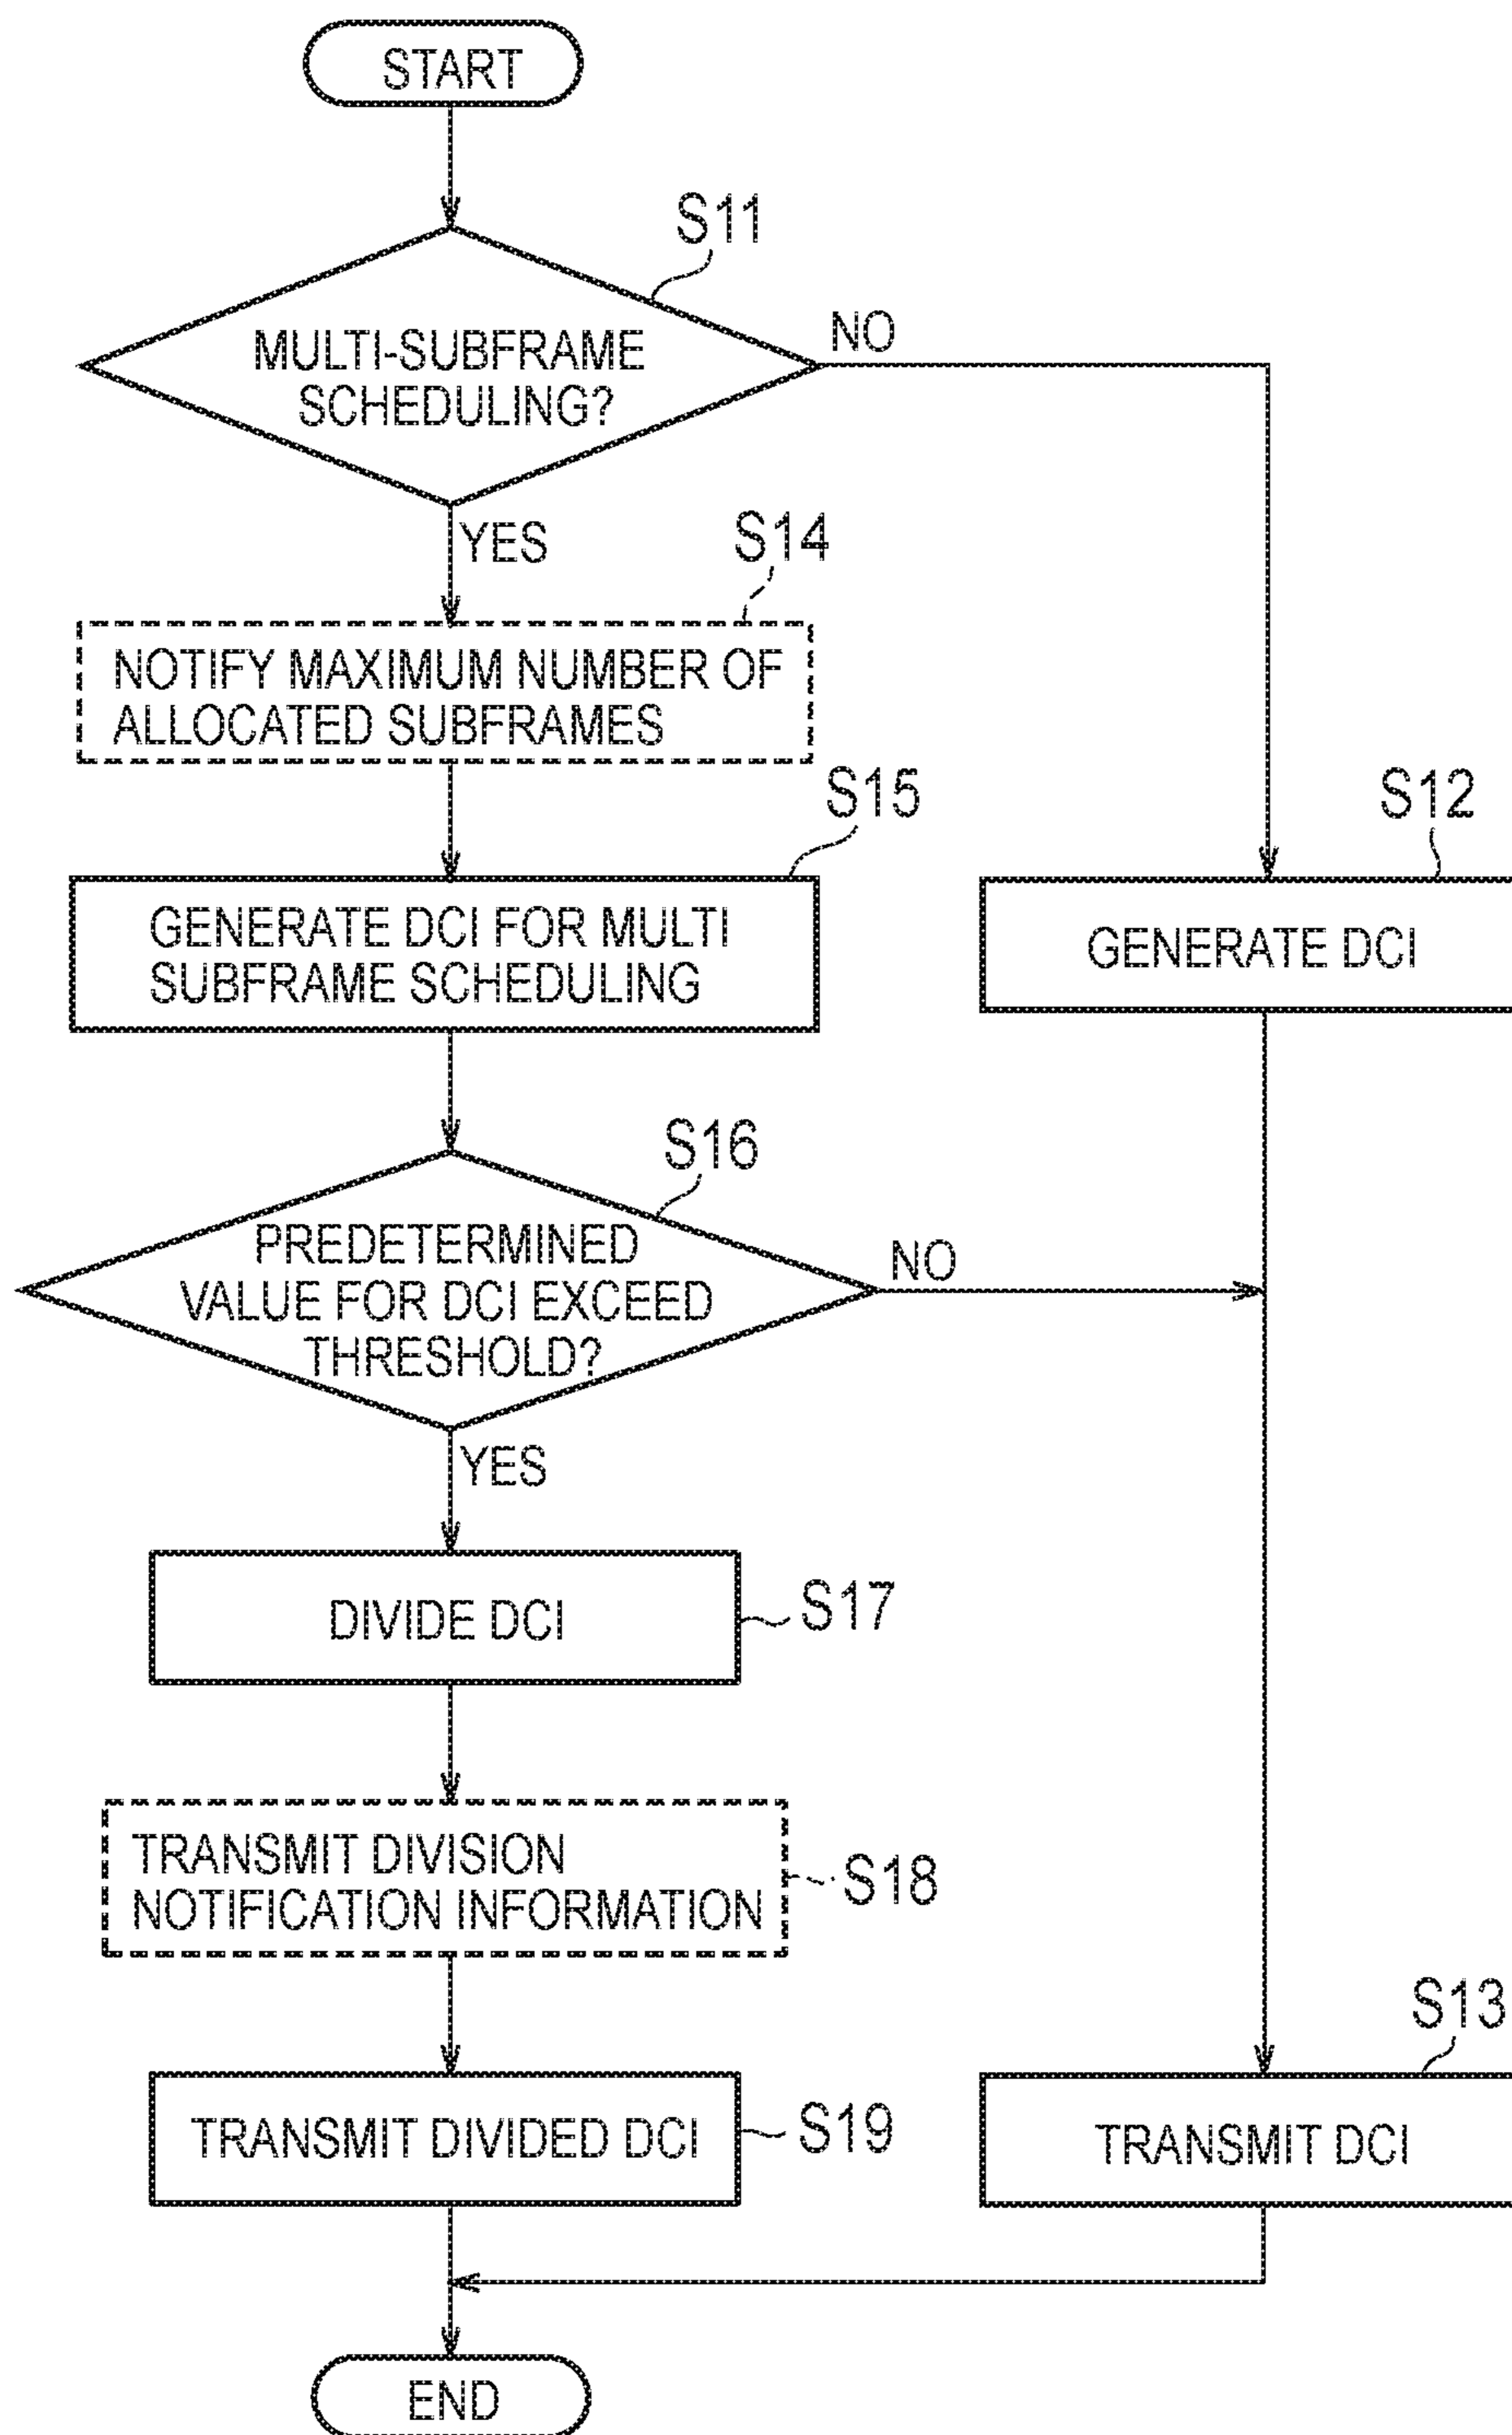 START
S11
MULTI-SUBFRAME
SCHEDULING?
NO
YES
S14
NOTIFY MAXIMUM NUMBER OF
ALLOCATED SUBFRAMES
S15
GENERATE DCI FOR MULTI
SUBFRAME SCHEDULING
S12
GENERATE DCI
S16
PREDETERMINED
VALUE FOR DCI EXCEED
THRESHOLD?
NO
YES
DIVIDE DCI
S17
TRANSMIT DIVISION
NOTIFICATION INFORMATION
S18
TRANSMIT DIVIDED DCI
S19
S13
TRANSMIT DCI
END